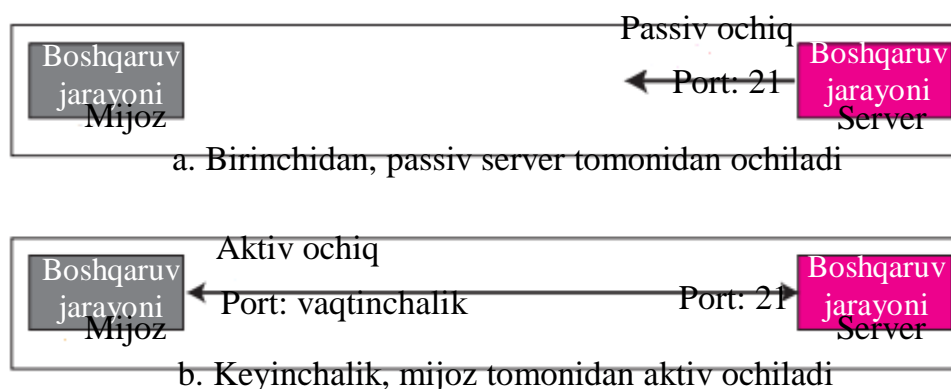 Passiv ochiq
Boshqaruv
jarayoni
Mijoz
Port: 21
Boshqaruv
jarayoni
Server
a. Birinchidan, passiv server tomonidan ochiladi
Aktiv ochiq
Boshqaruv
jarayoni
Mijoz
Port: vaqtinchalik
Port: 21
Boshqaruv
jarayoni
Server
b. Keyinchalik, mijoz tomonidan aktiv ochiladi